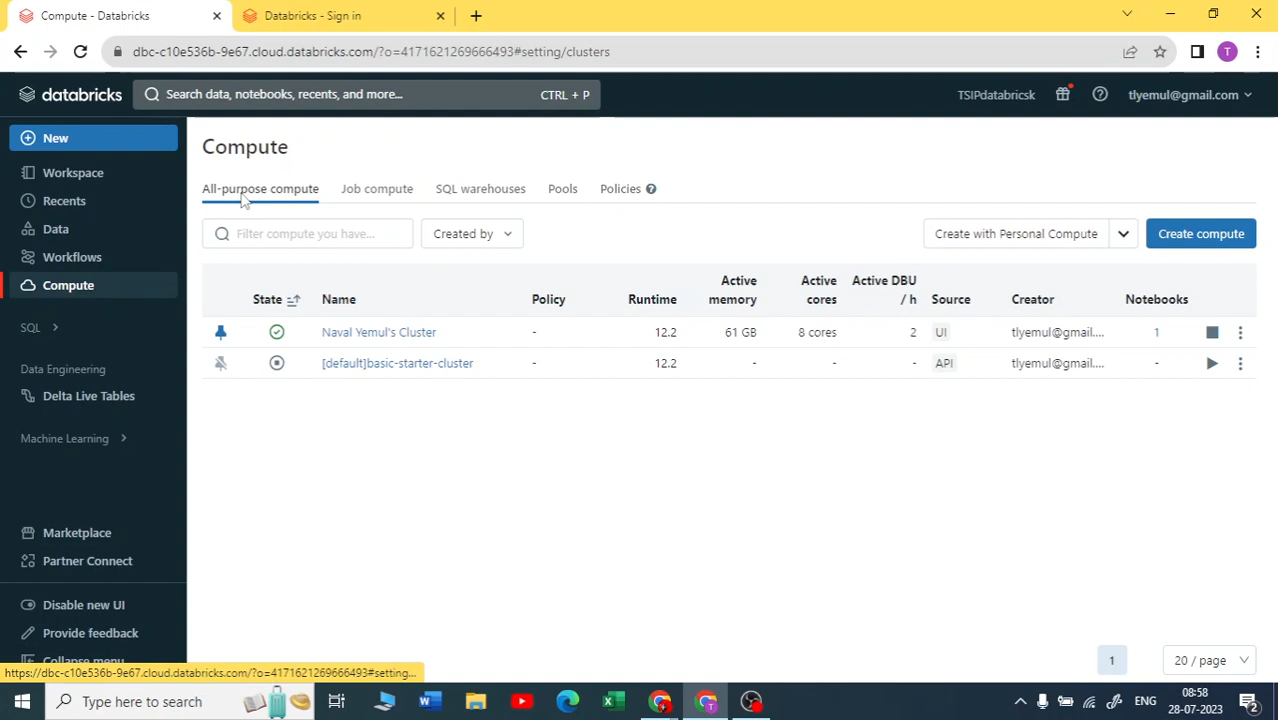 Compute - Databricks
Databricks - Sign in
dbc-c10e536b-9e67.cloud.databricks.com/?o=4171621269666493#setting/clusters
T
databricks
Search data, notebooks, recents, and more...
CTRL + P
TSIPdatabricsk
tlyemul@gmail.com
New
Workspace
Recents
Data
Workflows
Compute
SQL
Data Engineering
Delta Live Tables
Machine Learning
Marketplace
Partner Connect
Disable new UI
Provide feedback
Collapse menu
Compute
All-purpose compute
Job compute
SQL warehouses
Pools
Policies
Filter compute you have...
Created by
Create with Personal Compute
Create compute
State
Name
Policy
Runtime
Active memory
Active cores
Active DBU / h
Source
Creator
Notebooks
Naval Yemul's Cluster - 12.2 61 GB 8 cores 2 UI tlyemul@gmail.... 1
[default]basic-starter-cluster - 12.2 - - - API tlyemul@gmail.... -
1
20 / page
https://dbc-c10e536b-9e67.cloud.databricks.com/?o=4171621269666493#setting...
Type here to search
ENG
08:58
28-07-2023
2